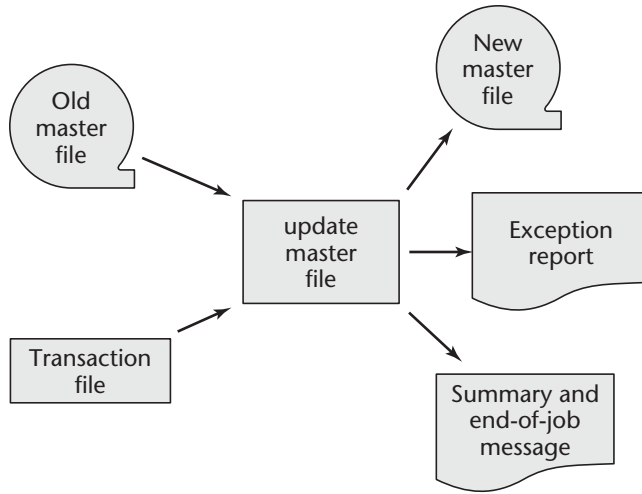 Old
master
file
New
master
file
update
master
file
Exception
report
Transaction
file
Summary and
end-of-job
message